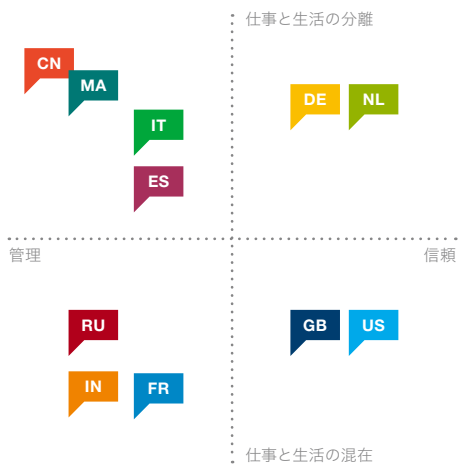 仕事と生活の分離
CN
MA
DE
NL
IT
ES
管理
信頼
RU
GB
US
IN
FR
仕事と生活の混在